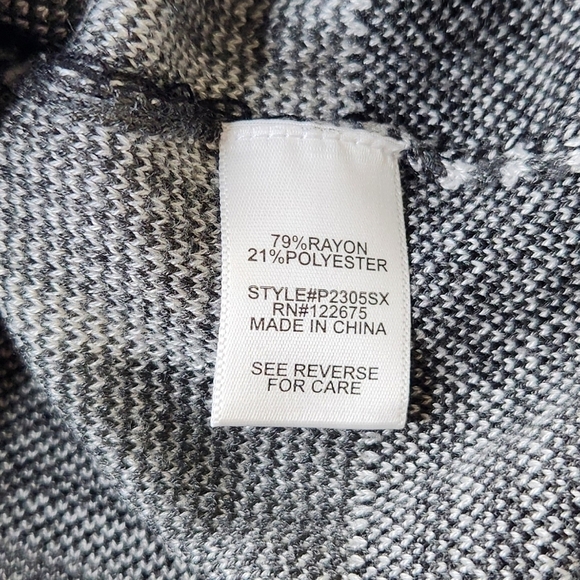 79%RAYON
21%POLYESTER
STYLE#P2305SX
RN#122675
MADE IN CHINA
SEE REVERSE
FOR CARE